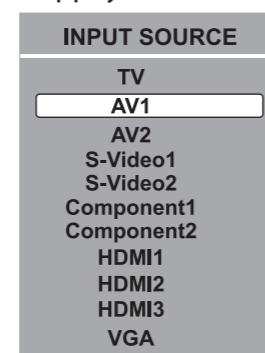 INPUT SOURCE
TV
AV1
AV2
S-Video1
S-Video2
Component1
Component2
HDMI1
HDMI2
HDMI3
VGA